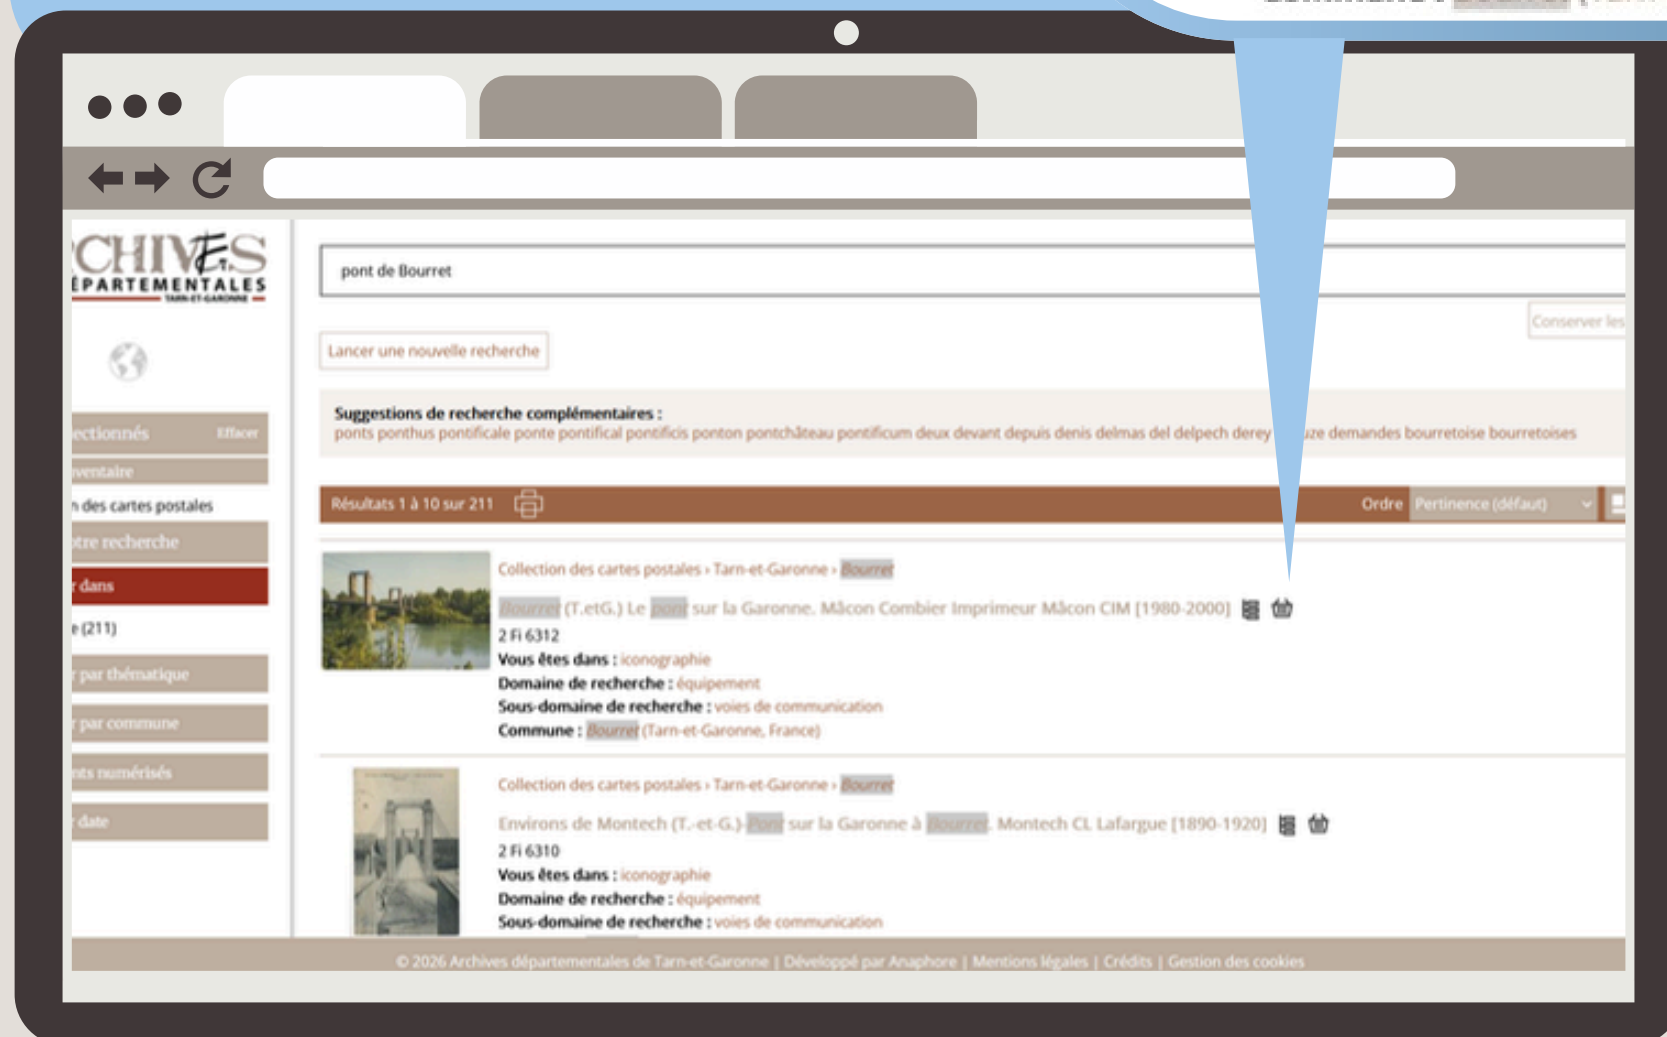 CHIVES
ÉPARTEMENTALES
TARN-ET-GARONNE
pont de Bourret
Conserver les
Lancer une nouvelle recherche
Suggestions de recherche complémentaires :
ponts ponthus pontificale ponte pontifical pontificis ponton pontchâteau pontificum deux devant depuis denis delmas del delpech derey uze demandes bourretoise bourretoises
ectionnés Effacer
nventaire
n des cartes postales
otre recherche
r dans
e (211)
r par thématique
r par commune
nts numérisés
r date
Résultats 1 à 10 sur 211
Ordre Pertinence (défaut)
Collection des cartes postales › Tarn-et-Garonne › Bourret
Bourret (T.etG.) Le pont sur la Garonne. Mâcon Combier Imprimeur Mâcon CIM [1980-2000]
2 Fi 6312
Vous êtes dans : iconographie
Domaine de recherche : équipement
Sous-domaine de recherche : voies de communication
Commune : Bourret (Tarn-et-Garonne, France)
Collection des cartes postales › Tarn-et-Garonne › Bourret
Environs de Montech (T.-et-G.)-Pont sur la Garonne à Bourret. Montech CL Lafargue [1890-1920]
2 Fi 6310
Vous êtes dans : iconographie
Domaine de recherche : équipement
Sous-domaine de recherche : voies de communication
© 2026 Archives départementales de Tarn-et-Garonne | Développé par Anaphore | Mentions légales | Crédits | Gestion des cookies